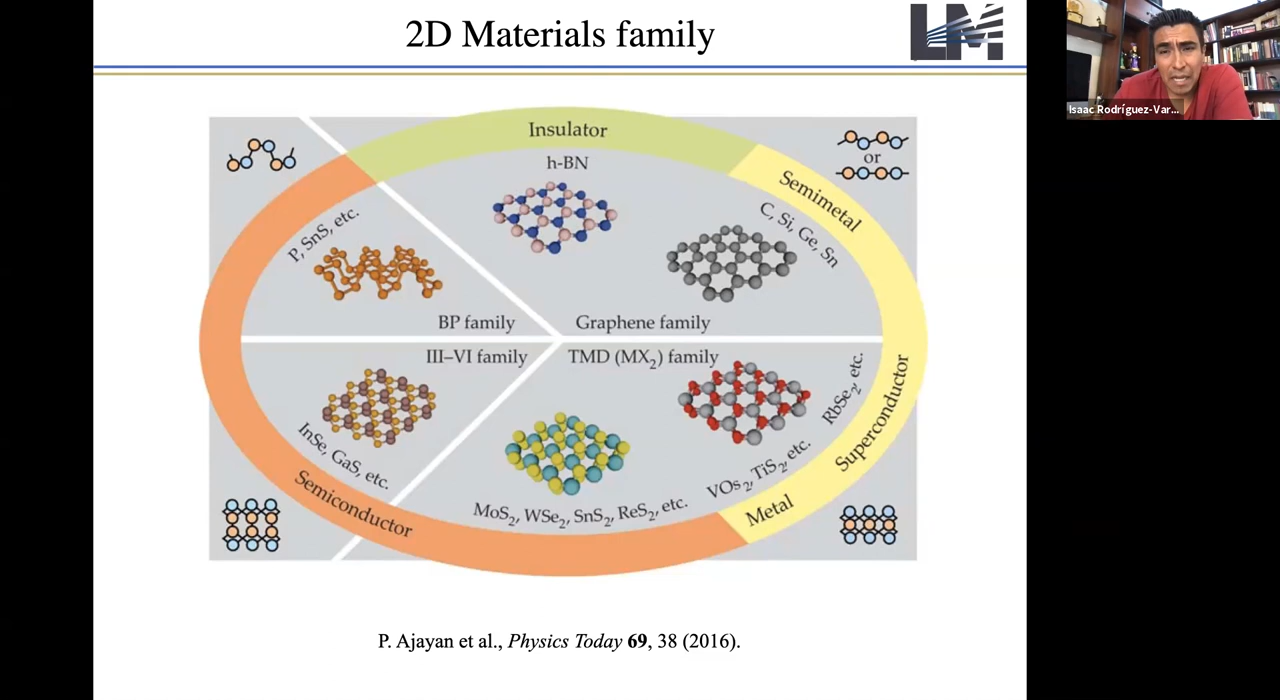 2D Materials family
LM
Isaac Rodríguez-Var...
Insulator
h-BN
or
Semimetal
C, Si, Ge, Sn
P, SnS, etc.
BP family
Graphene family
III–VI family
TMD (MX₂) family
InSe, GaS, etc.
Semiconductor
MoS₂, WSe₂, SnS₂, ReS₂, etc.
VOs₂, TiS₂, etc.
RbSe₂, etc.
Superconductor
Metal
P. Ajayan et al., Physics Today 69, 38 (2016).